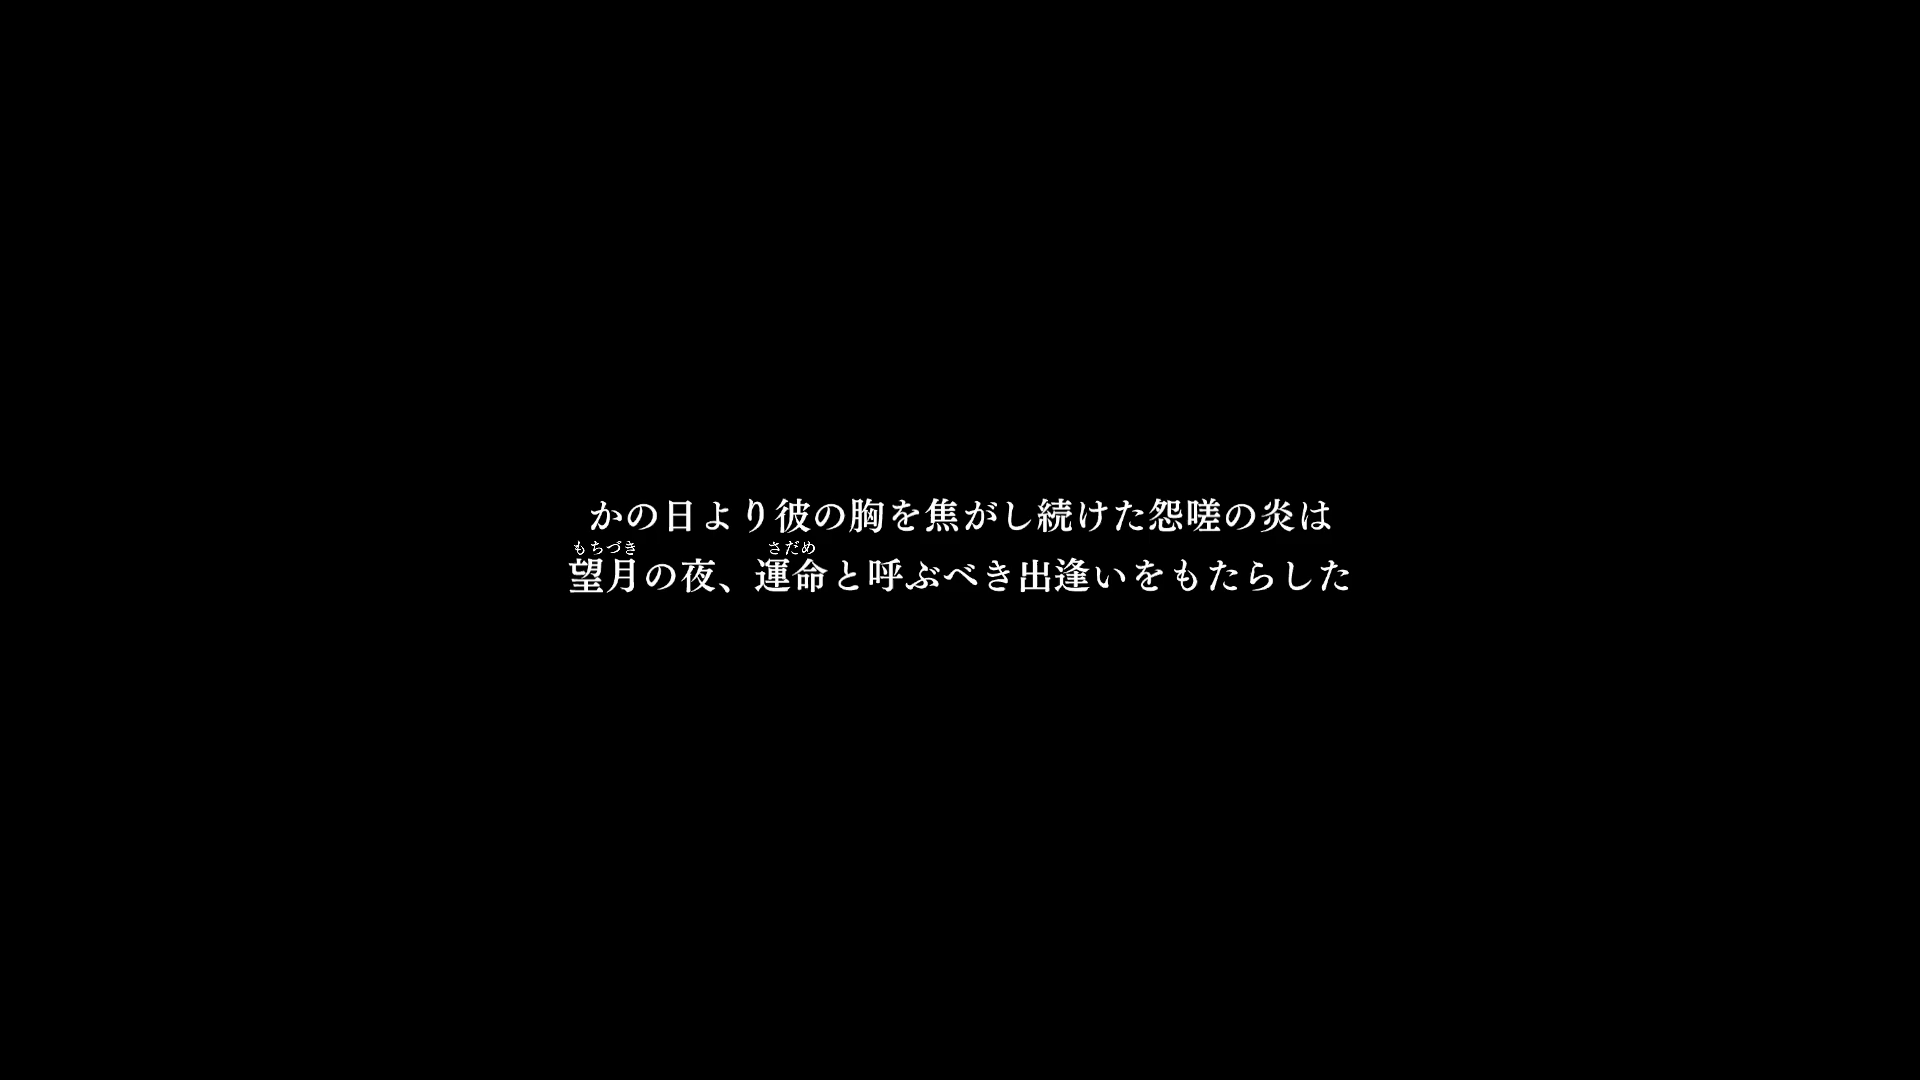 かの日より彼の胸を焦がし続けた怨嗟の炎は
もちづき さだめ
望月の夜、運命と呼ぶべき出逢いをもたらした